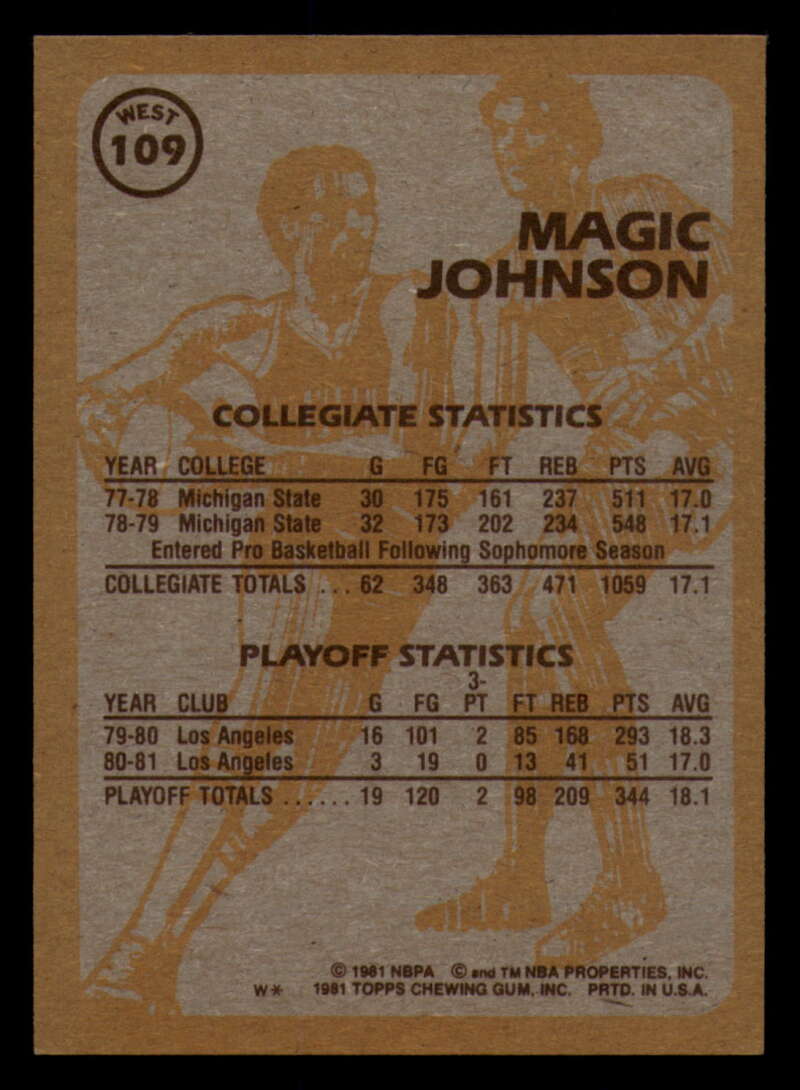 WEST
109
MAGIC
JOHNSON
COLLEGIATE STATISTICS
YEAR COLLEGE G FG FT REB PTS AVG
77-78 Michigan State 30 175 161 237 511 17.0
78-79 Michigan State 32 173 202 234 548 17.1
Entered Pro Basketball Following Sophomore Season
COLLEGIATE TOTALS ... 62 348 363 471 1059 17.1
PLAYOFF STATISTICS
3-
YEAR CLUB G FG PT FT REB PTS AVG
79-80 Los Angeles 16 101 2 85 168 293 18.3
80-81 Los Angeles 3 19 0 13 41 51 17.0
PLAYOFF TOTALS ...... 19 120 2 98 209 344 18.1
© 1981 NBPA © and TM NBA PROPERTIES, INC.
W* 1981 TOPPS CHEWING GUM, INC. PRTD. IN U.S.A.